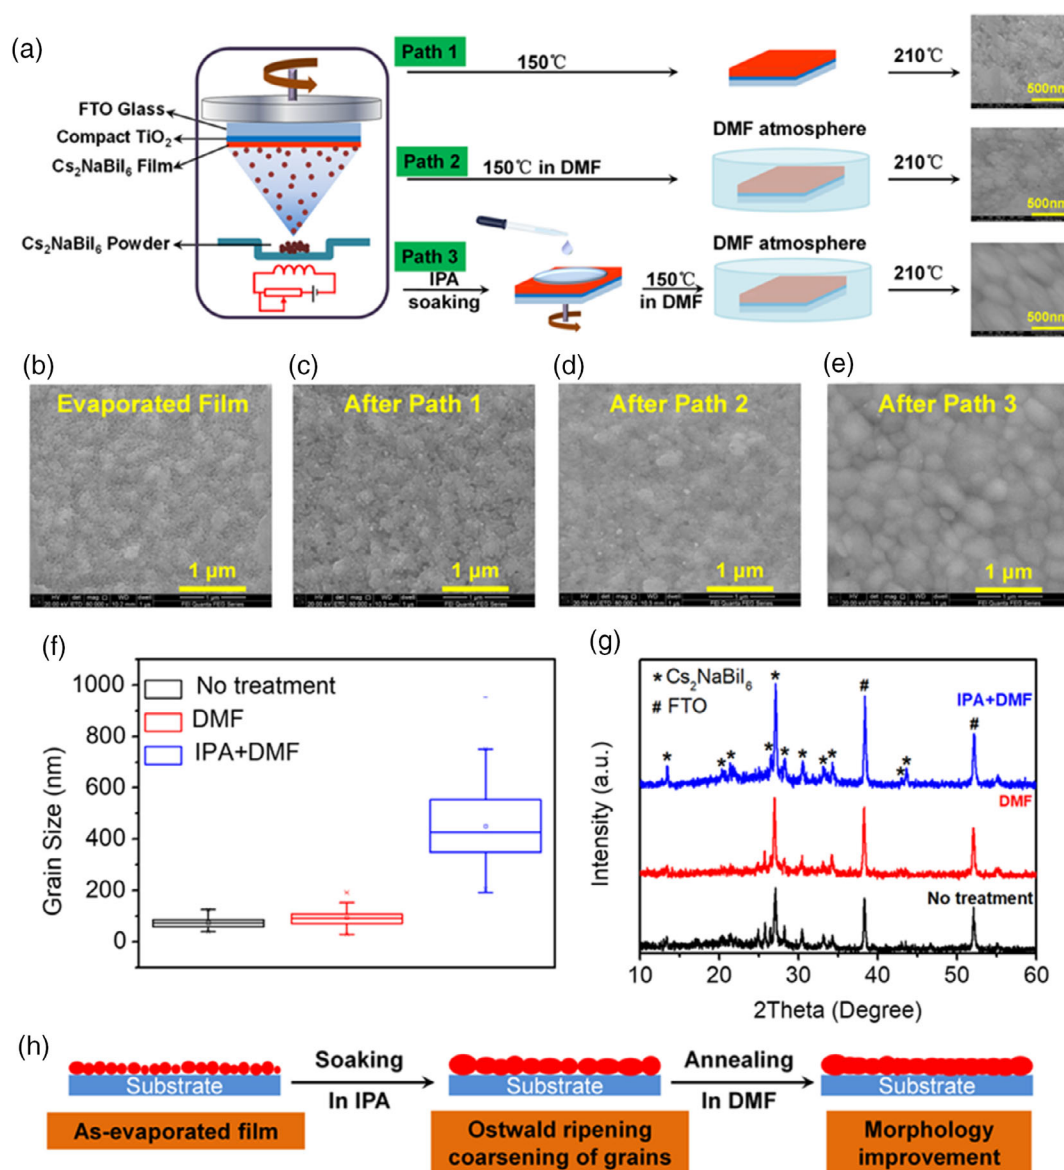 (a)
FTO Glass
Compact TiO₂
Cs₂NaBiI₆ Film
Cs₂NaBiI₆ Powder
Path 1
150℃
210℃
500nm
Path 2
150℃ in DMF
DMF atmosphere
210℃
500nm
Path 3
IPA
soaking
150℃
in DMF
DMF atmosphere
210℃
500nm
(b)
Evaporated Film
1 µm
(c)
After Path 1
1 µm
(d)
After Path 2
1 µm
(e)
After Path 3
1 µm
(f)
Grain Size (nm)
1000
800
600
400
200
0
No treatment
DMF
IPA+DMF
(g)
Intensity (a.u.)
* Cs₂NaBiI₆
# FTO
* * * * * * * * # * * #
IPA+DMF
DMF
No treatment
10 20 30 40 50 60
2Theta (Degree)
(h)
Substrate
Soaking
In IPA
Substrate
Annealing
In DMF
Substrate
As-evaporated film
Ostwald ripening
coarsening of grains
Morphology
improvement